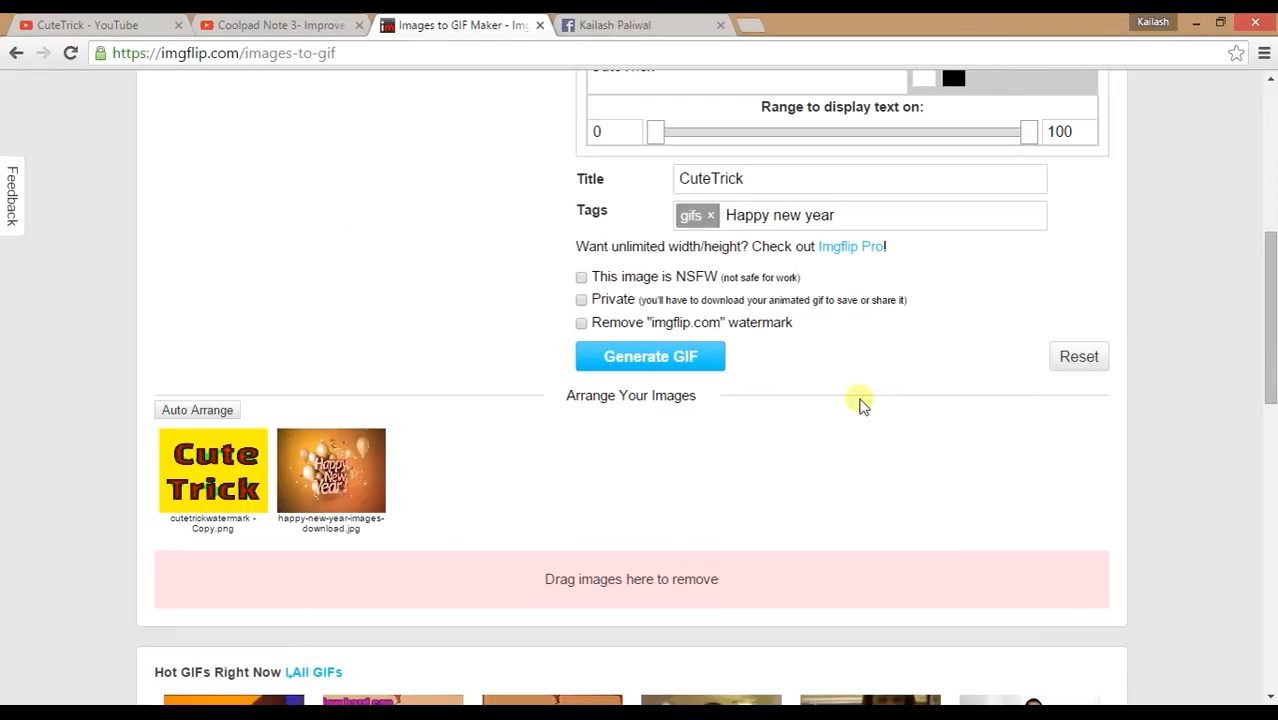 CuteTrick - YouTube
Coolpad Note 3- Improve
Images to GIF Maker - Img
Kailash Paliwal
Kailash
https://imgflip.com/images-to-gif
Range to display text on:
0
100
Title
CuteTrick
Tags
gifs ×
Happy new year
Want unlimited width/height? Check out Imgflip Pro!
This image is NSFW (not safe for work)
Private (you'll have to download your animated gif to save or share it)
Remove "imgflip.com" watermark
Generate GIF
Reset
Arrange Your Images
Auto Arrange
Cute
Trick
Happy
New
Year!
cutetrickwatermark -
Copy.png
happy-new-year-images-
download.jpg
Drag images here to remove
Hot GIFs Right Now
All GIFs
Feedback